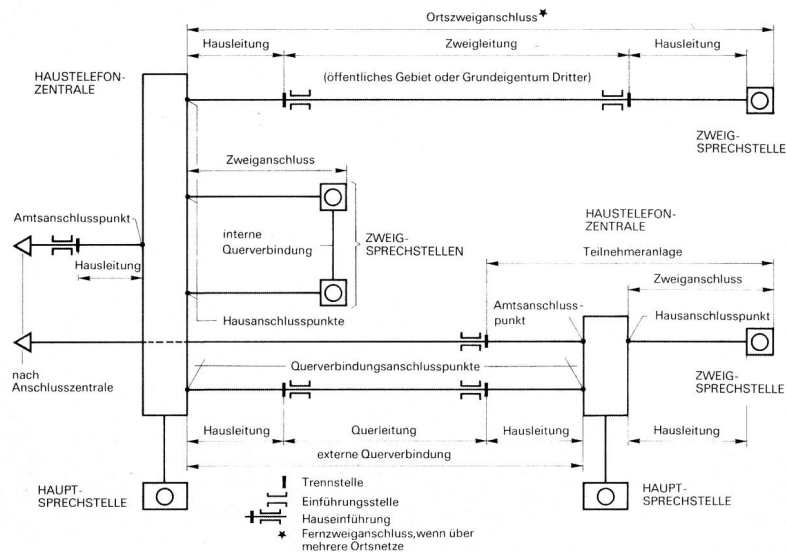 Ortszweiganschluss★
Hausleitung
Zweigleitung
Hausleitung
HAUSTELEFON-
ZENTRALE
(öffentliches Gebiet oder Grundeigentum Dritter)
ZWEIG-
SPRECHSTELLE
Zweiganschluss
Amtsanschlusspunkt
interne
Querverbindung
ZWEIG-
SPRECHSTELLEN
HAUSTELEFON-
ZENTRALE
Teilnehmeranlage
Hausleitung
Zweiganschluss
Hausanschlusspunkte
Amtsanschluss-
punkt
Hausanschlusspunkt
nach
Anschlusszentrale
Querverbindungsanschlusspunkte
ZWEIG-
SPRECHSTELLE
Hausleitung
Querleitung
Hausleitung
Hausleitung
externe Querverbindung
HAUPT-
SPRECHSTELLE
Trennstelle
Einführungsstelle
Hauseinführung
★ Fernzweiganschluss, wenn über
mehrere Ortsnetze
HAUPT-
SPRECHSTELLE